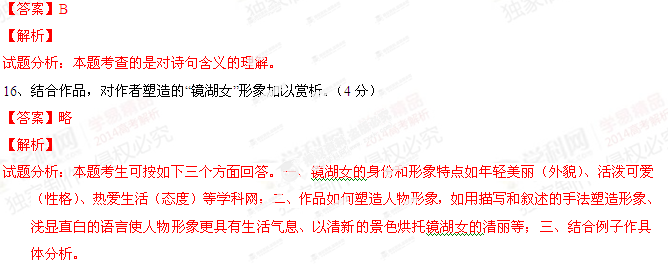 【答案】B
【解析】
试题分析：本题考查的是对诗句含义的理解。
16、结合作品，对作者塑造的“镜湖女”形象加以赏析。（4 分）
【答案】略
【解析】
试题分析：本题考生可按如下三个方面回答。一、镜湖女的身份和形象特点如年轻美丽（外貌）、活泼可爱
（性格）、热爱生活（态度）等学科网；二、作品如何塑造人物形象，如用描写和叙述的手法塑造形象、
浅显直白的语言使人物形象更具有生活气息、以清新的景色烘托镜湖女的清丽等；三、结合例子作具
体分析。